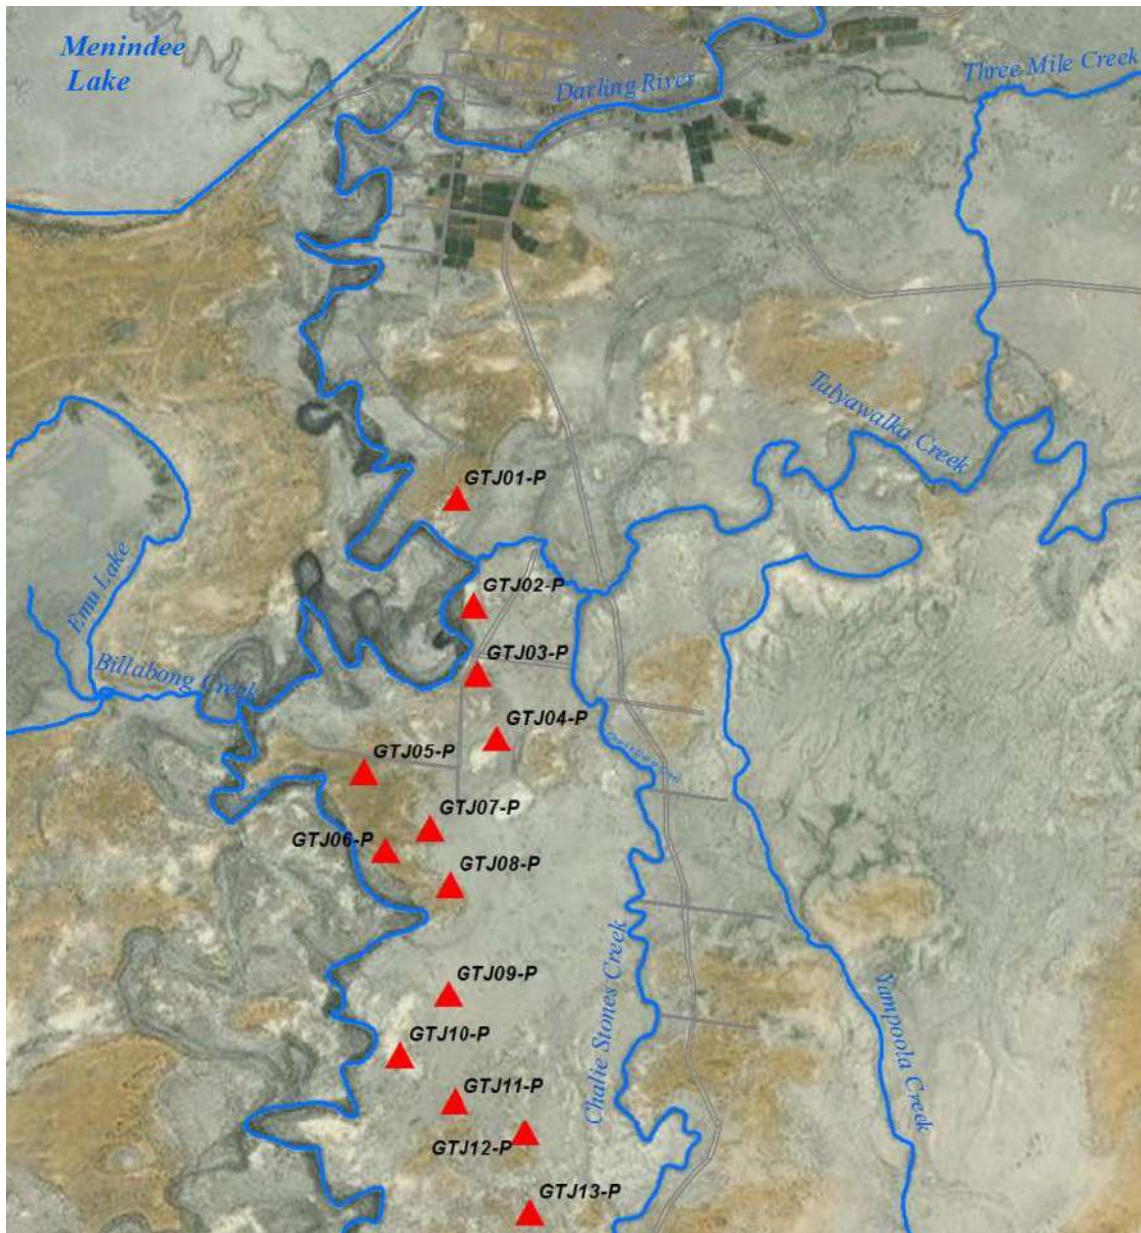 Menindee
Lake
Darling River
Three Mile Creek
Talyawalka Creek
GTJ01-P
Emu Lake
GTJ02-P
GTJ03-P
Billabong Creek
GTJ04-P
GTJ05-P
GTJ07-P
GTJ06-P
GTJ08-P
GTJ09-P
Chalie Stones Creek
Yampoola Creek
GTJ10-P
GTJ11-P
GTJ12-P
GTJ13-P